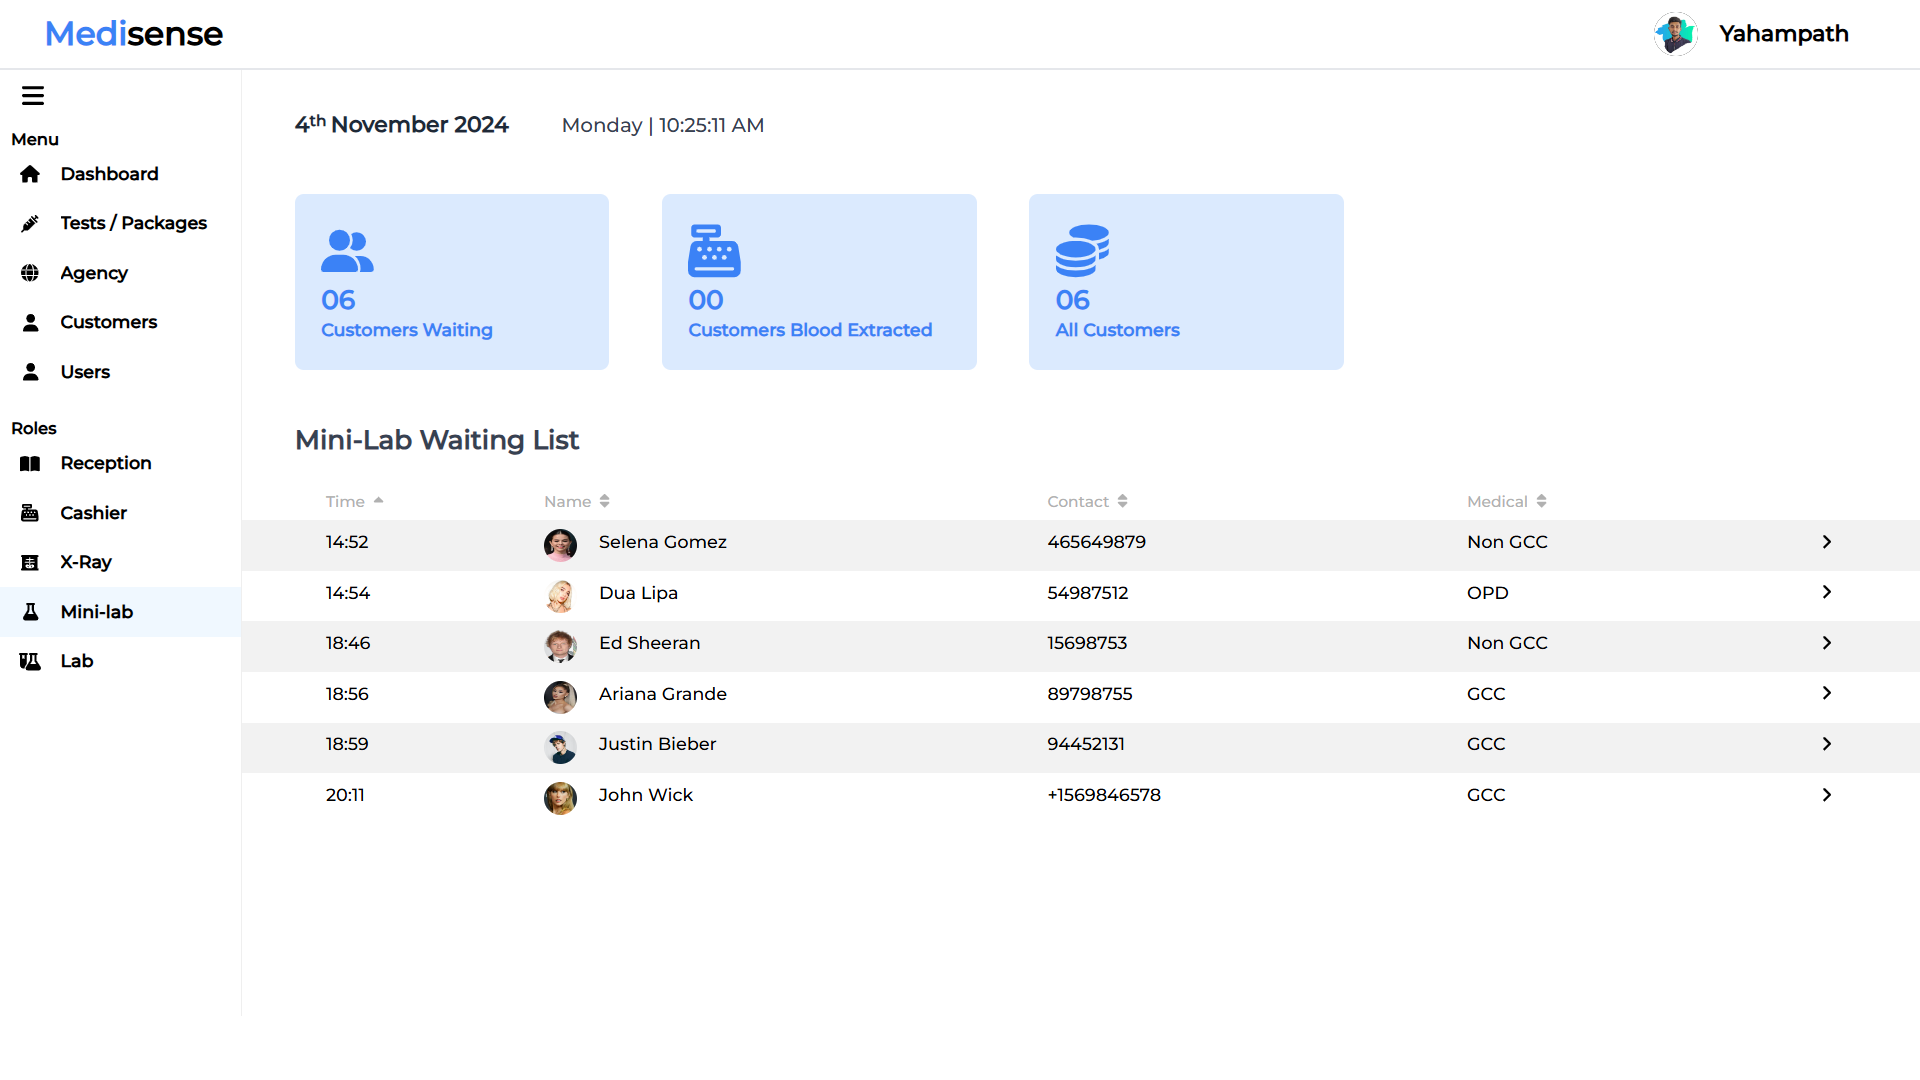 Medisense
Yahampath
Menu
Dashboard
Tests / Packages
Agency
Customers
Users
Roles
Reception
Cashier
X-Ray
Mini-lab
Lab
4th November 2024 Monday | 10:25:11 AM
06
Customers Waiting
00
Customers Blood Extracted
06
All Customers
Mini-Lab Waiting List
Time Name Contact Medical
14:52 Selena Gomez 465649879 Non GCC
14:54 Dua Lipa 54987512 OPD
18:46 Ed Sheeran 15698753 Non GCC
18:56 Ariana Grande 89798755 GCC
18:59 Justin Bieber 94452131 GCC
20:11 John Wick +1569846578 GCC